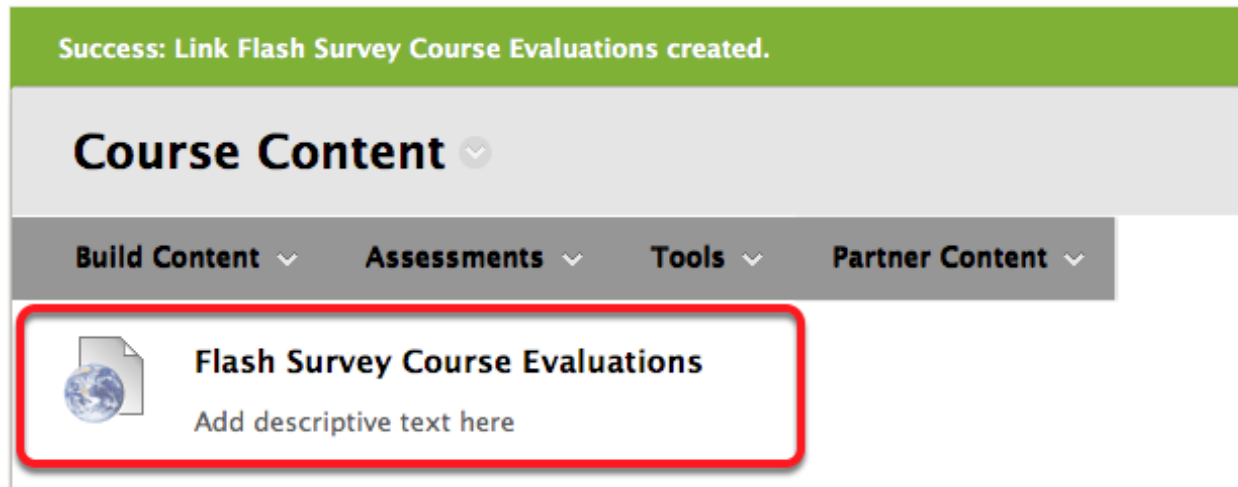 Success: Link Flash Survey Course Evaluations created.
Course Content
Build Content Assessments Tools Partner Content
Flash Survey Course Evaluations
Add descriptive text here